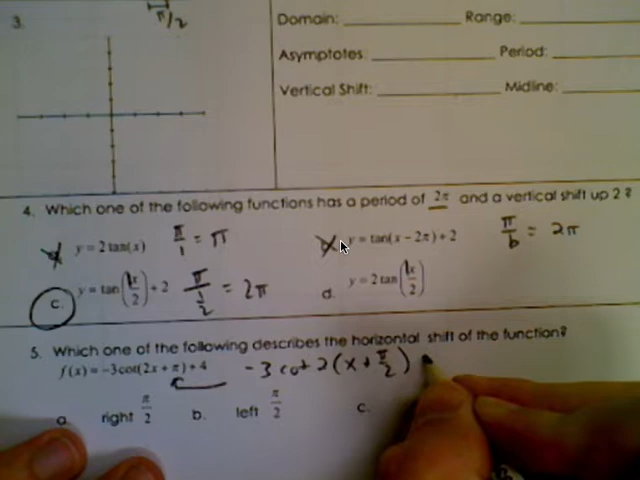 π/2
3.
Domain: Range:
Asymptotes: Period:
Vertical Shift: Midline:
4. Which one of the following functions has a period of 2π and a vertical shift up 2?
y = 2 tan(x) π/1 = π y = tan(x − 2π) + 2 π/b = 2π
c. y = tan(1x/2) + 2 π/(1/2) = 2π d. y = 2 tan(1x/2)
5. Which one of the following describes the horizontal shift of the function?
f(x) = −3cot(2x + π) + 4 −3 cot 2(x + π/2)
a. right π/2 b. left π/2 c.